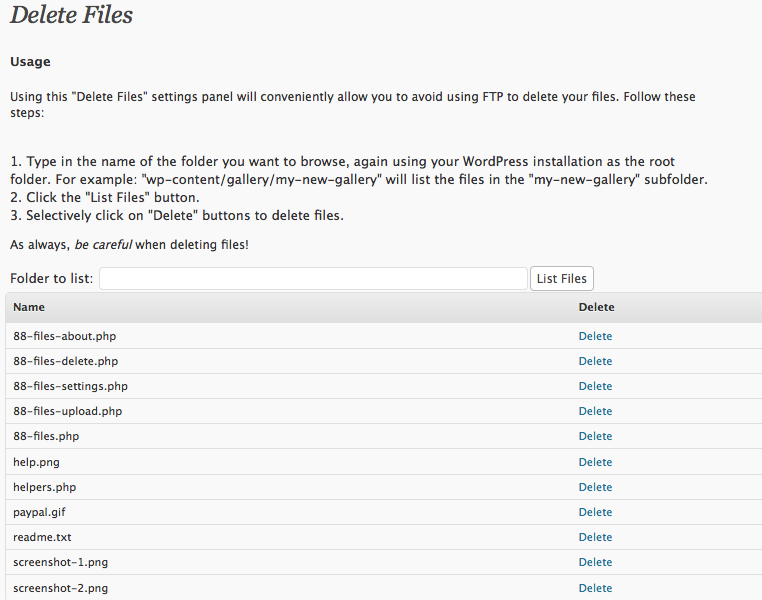 Delete Files
Usage
Using this "Delete Files" settings panel will conveniently allow you to avoid using FTP to delete your files. Follow these
steps:
1. Type in the name of the folder you want to browse, again using your WordPress installation as the root
folder. For example: "wp-content/gallery/my-new-gallery" will list the files in the "my-new-gallery" subfolder.
2. Click the "List Files" button.
3. Selectively click on "Delete" buttons to delete files.
As always, be careful when deleting files!
Folder to list: List Files
Name Delete
88-files-about.php Delete
88-files-delete.php Delete
88-files-settings.php Delete
88-files-upload.php Delete
88-files.php Delete
help.png Delete
helpers.php Delete
paypal.gif Delete
readme.txt Delete
screenshot-1.png Delete
screenshot-2.png Delete